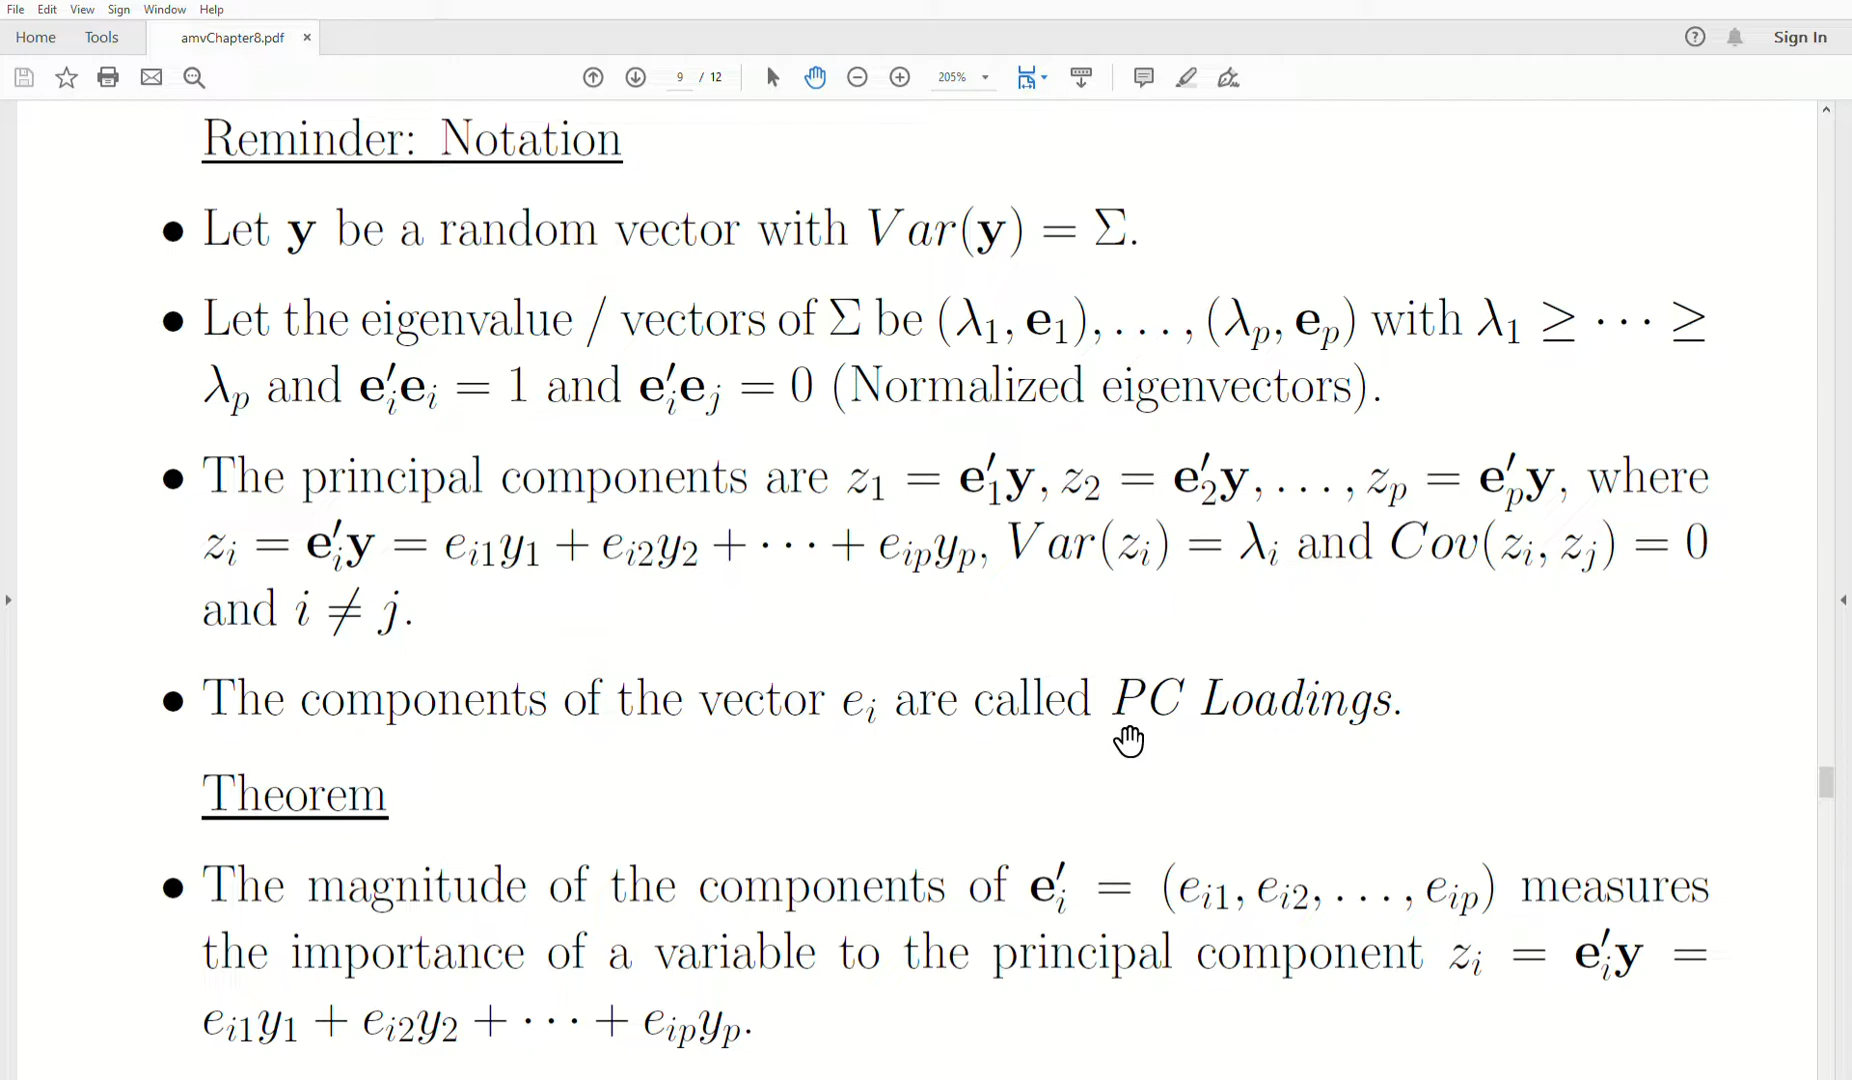 File Edit View Sign Window Help
Home Tools amvChapter8.pdf × Sign In
9 / 12 205%
Reminder: Notation
• Let y be a random vector with Var(y) = Σ.
• Let the eigenvalue / vectors of Σ be (λ₁, e₁), . . . , (λₚ, eₚ) with λ₁ ≥ · · · ≥
λₚ and e′ᵢeᵢ = 1 and e′ᵢeⱼ = 0 (Normalized eigenvectors).
• The principal components are z₁ = e′₁y, z₂ = e′₂y, . . . , zₚ = e′ₚy, where
zᵢ = e′ᵢy = eᵢ₁y₁ + eᵢ₂y₂ + · · · + eᵢₚyₚ, Var(zᵢ) = λᵢ and Cov(zᵢ, zⱼ) = 0
and i ≠ j.
• The components of the vector eᵢ are called PC Loadings.
Theorem
• The magnitude of the components of e′ᵢ = (eᵢ₁, eᵢ₂, . . . , eᵢₚ) measures
the importance of a variable to the principal component zᵢ = e′ᵢy =
eᵢ₁y₁ + eᵢ₂y₂ + · · · + eᵢₚyₚ.